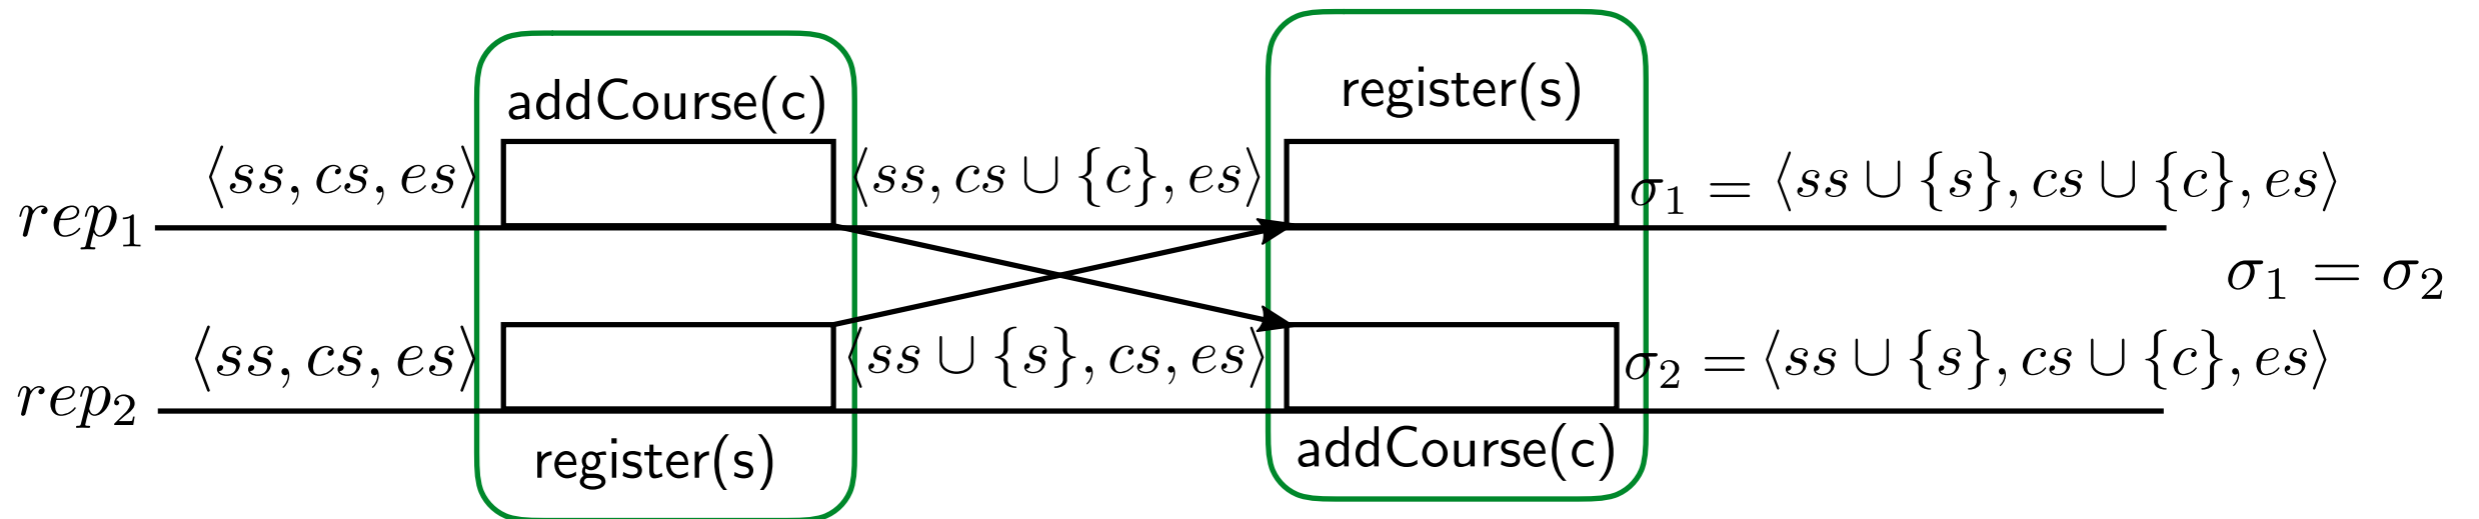 addCourse(c) register(s)
⟨ss, cs, es⟩ ⟨ss, cs ∪ {c}, es⟩ σ₁ = ⟨ss ∪ {s}, cs ∪ {c}, es⟩
rep₁
σ₁ = σ₂
⟨ss, cs, es⟩ ⟨ss ∪ {s}, cs, es⟩ σ₂ = ⟨ss ∪ {s}, cs ∪ {c}, es⟩
rep₂
register(s) addCourse(c)